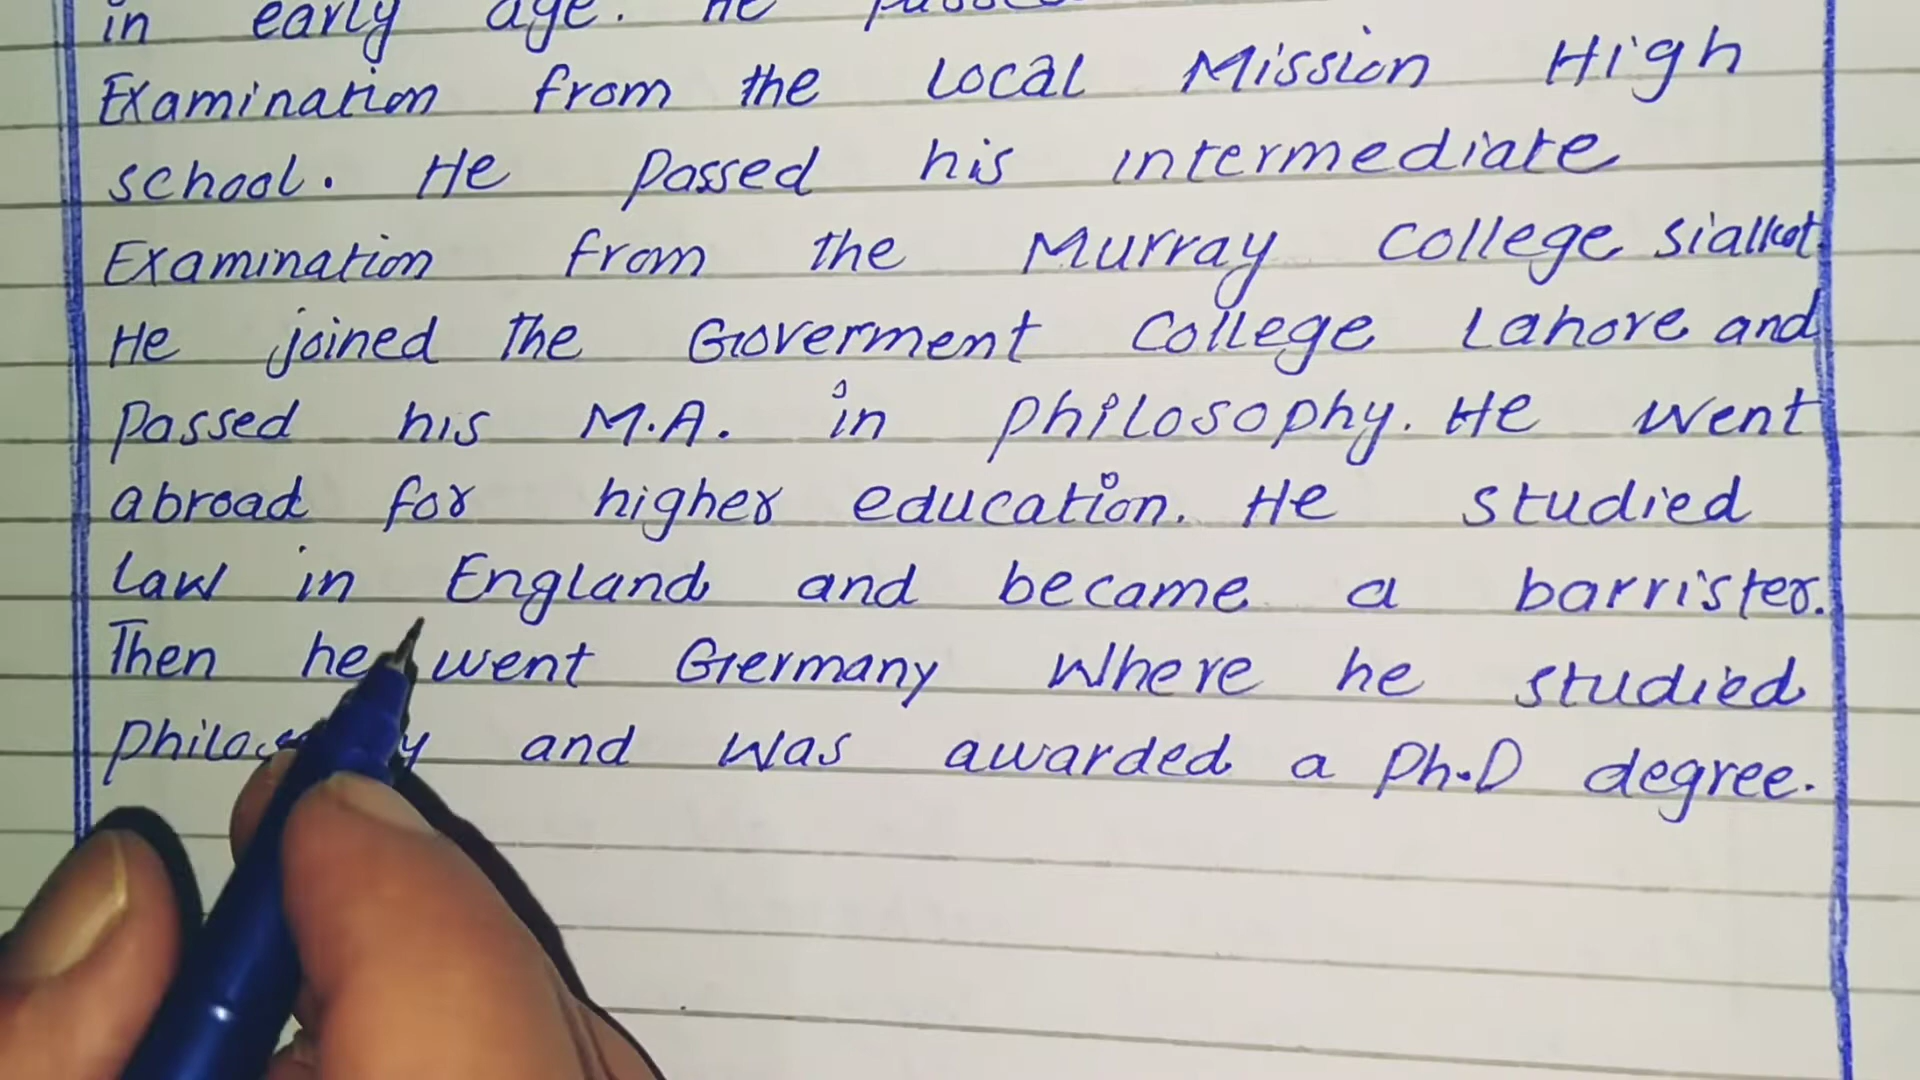 in early age. He
Examination from the Local Mission High
school. He passed his intermediate
Examination from the Murray College sialkot
He joined the Goverment College Lahore and
passed his M.A. in philosophy. He went
abroad for higher education. He studied
Law in England and became a barrister.
Then he went Germany where he studied
and was awarded a Ph.D degree.